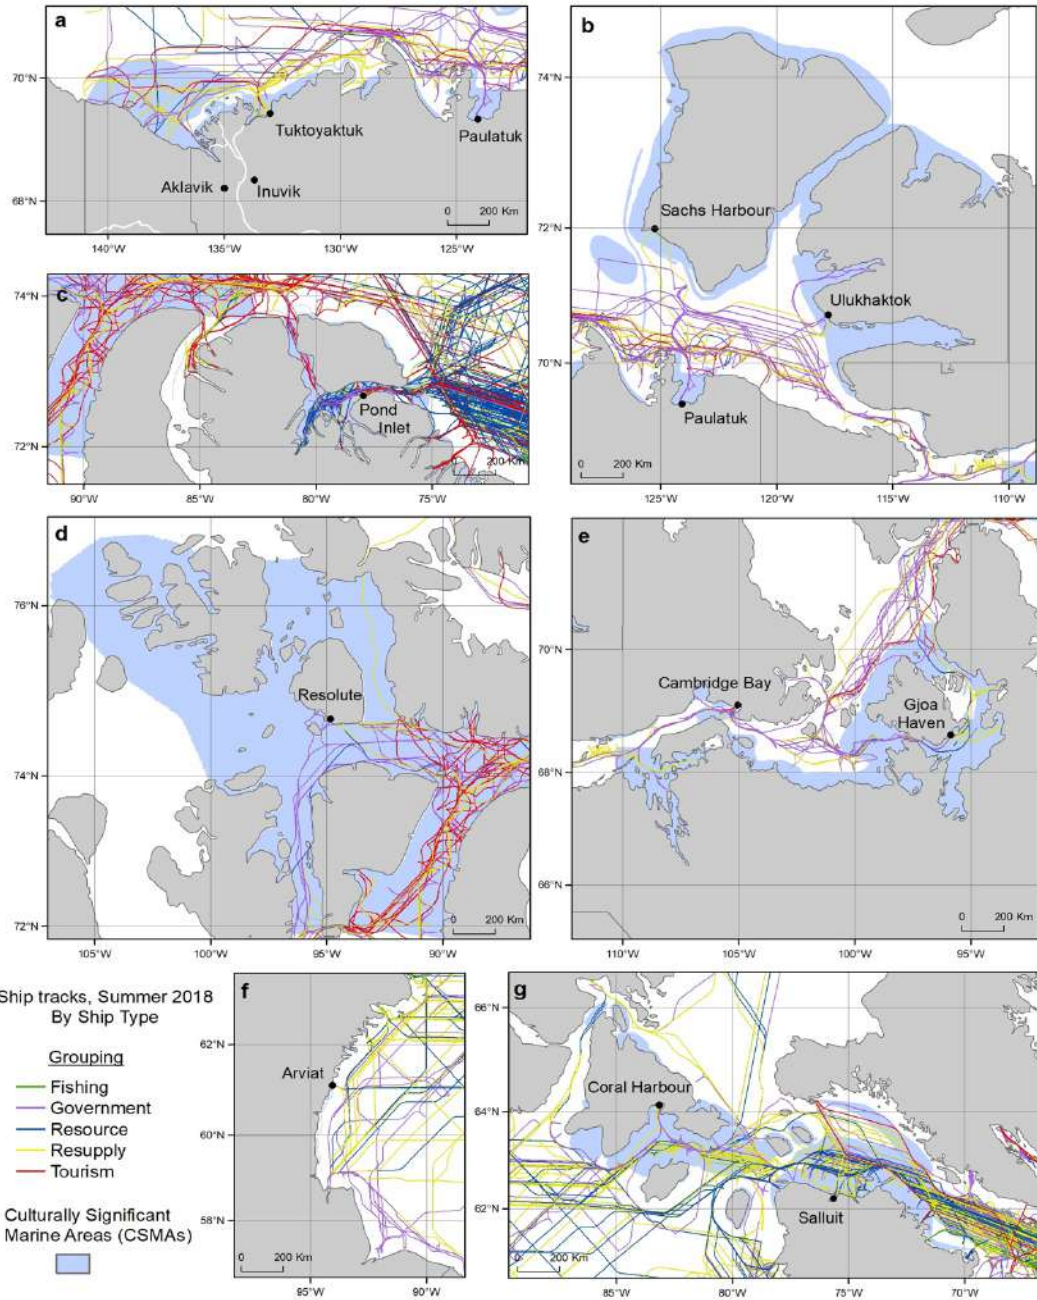 a
70°N
68°N
Tuktoyaktuk
Paulatuk
Aklavik
Inuvik
0 200 Km
140°W 135°W 130°W 125°W
b
74°N
72°N
70°N
Sachs Harbour
Ulukhaktok
Paulatuk
0 200 Km
125°W 120°W 115°W 110°W
c
74°N
72°N
Pond
Inlet
0 200 Km
90°W 85°W 80°W 75°W
d
76°N
74°N
72°N
Resolute
0 200 Km
105°W 100°W 95°W 90°W
e
70°N
68°N
66°N
Cambridge Bay
Gjoa
Haven
0 200 Km
110°W 105°W 100°W 95°W
Ship tracks, Summer 2018
By Ship Type
Grouping
Fishing
Government
Resource
Resupply
Tourism
Culturally Significant
Marine Areas (CSMAs)
f
62°N
60°N
58°N
Arviat
0 200 Km
95°W 90°W
g
66°N
64°N
62°N
Coral Harbour
Salluit
0 200 Km
85°W 80°W 75°W 70°W